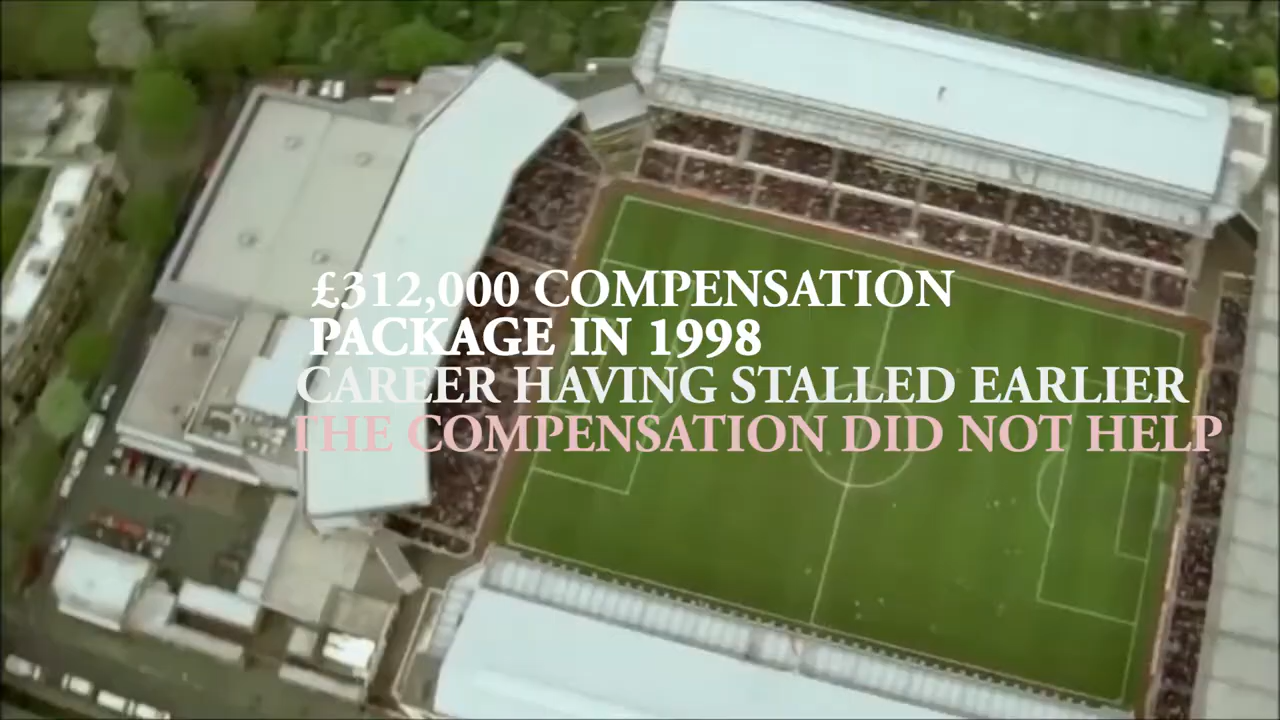 £312,000 COMPENSATION
PACKAGE IN 1998
CAREER HAVING STALLED EARLIER
THE COMPENSATION DID NOT HELP